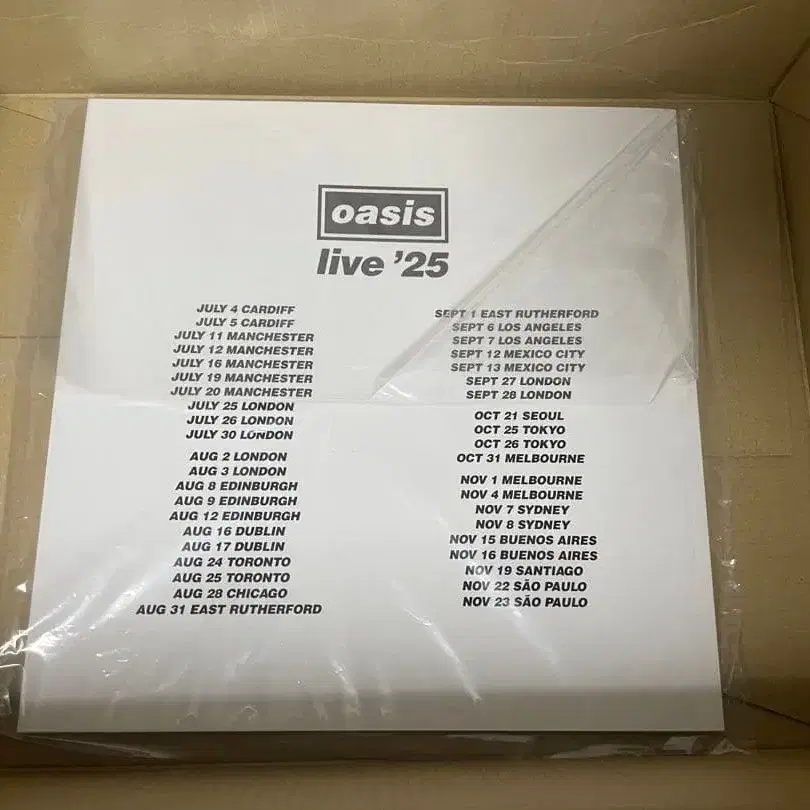 oasis
live '25
JULY 4 CARDIFF
JULY 5 CARDIFF
JULY 11 MANCHESTER
JULY 12 MANCHESTER
JULY 16 MANCHESTER
JULY 19 MANCHESTER
JULY 20 MANCHESTER
JULY 25 LONDON
JULY 26 LONDON
JULY 30 LONDON
AUG 2 LONDON
AUG 3 LONDON
AUG 8 EDINBURGH
AUG 9 EDINBURGH
AUG 12 EDINBURGH
AUG 16 DUBLIN
AUG 17 DUBLIN
AUG 24 TORONTO
AUG 25 TORONTO
AUG 28 CHICAGO
AUG 31 EAST RUTHERFORD
SEPT 1 EAST RUTHERFORD
SEPT 6 LOS ANGELES
SEPT 7 LOS ANGELES
SEPT 12 MEXICO CITY
SEPT 13 MEXICO CITY
SEPT 27 LONDON
SEPT 28 LONDON
OCT 21 SEOUL
OCT 25 TOKYO
OCT 26 TOKYO
OCT 31 MELBOURNE
NOV 1 MELBOURNE
NOV 4 MELBOURNE
NOV 7 SYDNEY
NOV 8 SYDNEY
NOV 15 BUENOS AIRES
NOV 16 BUENOS AIRES
NOV 19 SANTIAGO
NOV 22 SÃO PAULO
NOV 23 SÃO PAULO